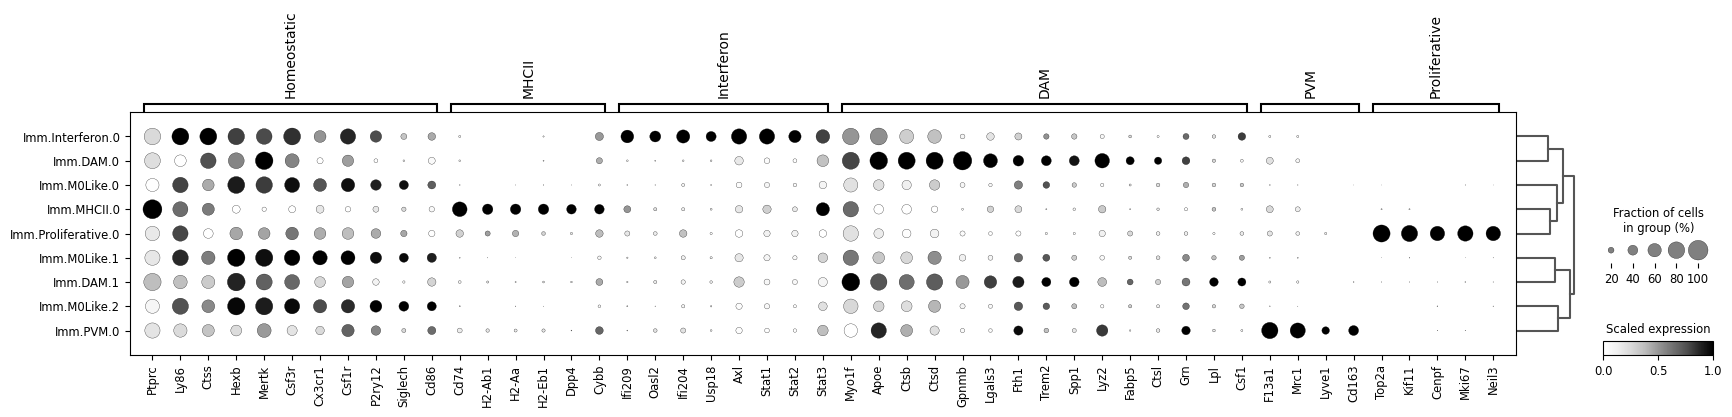 Homeostatic
MHCII
Interferon
DAM
PVM
Proliferative
Imm.Interferon.0
Imm.DAM.0
Imm.M0Like.0
Imm.MHCII.0
Imm.Proliferative.0
Imm.M0Like.1
Imm.DAM.1
Imm.M0Like.2
Imm.PVM.0
Ptprc
Ly86
Ctss
Hexb
Mertk
Csf3r
Cx3cr1
Csf1r
P2ry12
Siglech
Cd86
Cd74
H2-Ab1
H2-Aa
H2-Eb1
Dpp4
Cybb
Ifi209
Oasl2
Ifi204
Usp18
Axl
Stat1
Stat2
Stat3
Myo1f
Apoe
Ctsb
Ctsd
Gpnmb
Lgals3
Fth1
Trem2
Spp1
Lyz2
Fabp5
Ctsl
Grn
Lpl
Csf1
F13a1
Mrc1
Lyve1
Cd163
Top2a
Kif11
Cenpf
Mki67
Neil3
Fraction of cells
in group (%)
20 40 60 80 100
Scaled expression
0.0 0.5 1.0